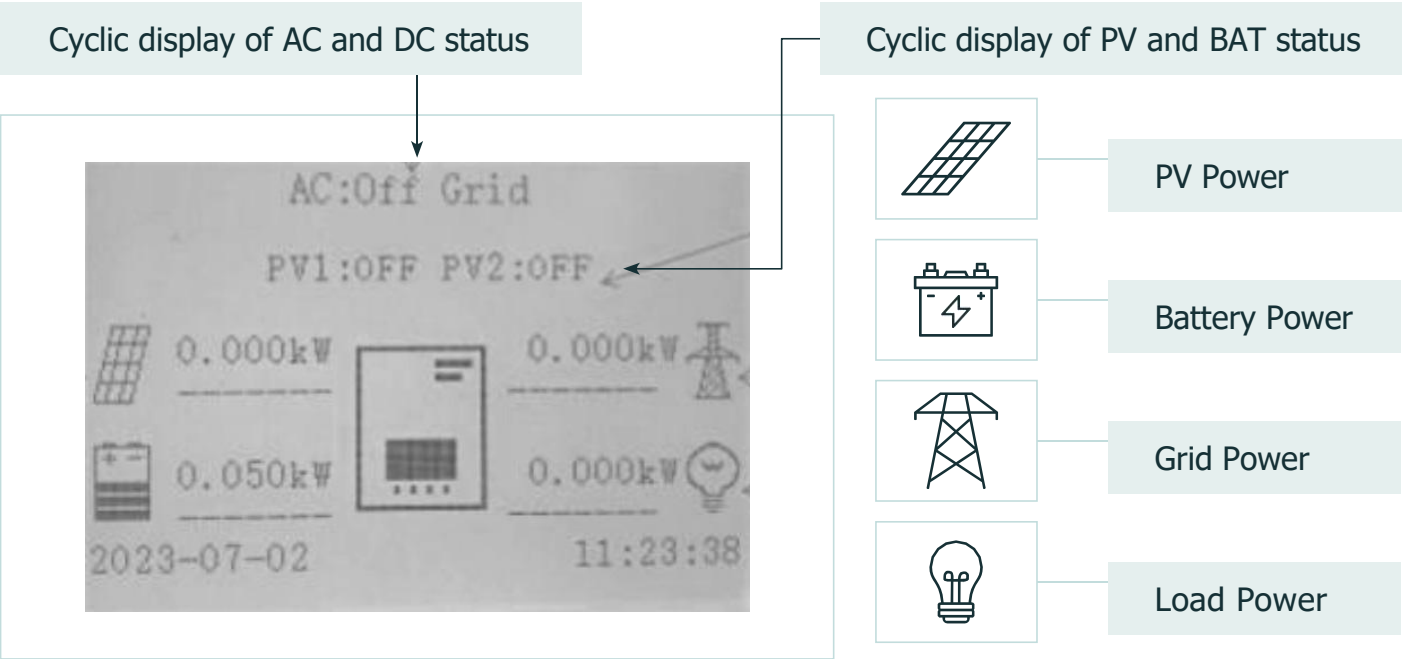 Cyclic display of AC and DC status
Cyclic display of PV and BAT status
AC:Off Grid
PV1:OFF PV2:OFF
0.000kW
0.000kW
0.050kW
0.000kW
2023-07-02
11:23:38
PV Power
Battery Power
Grid Power
Load Power